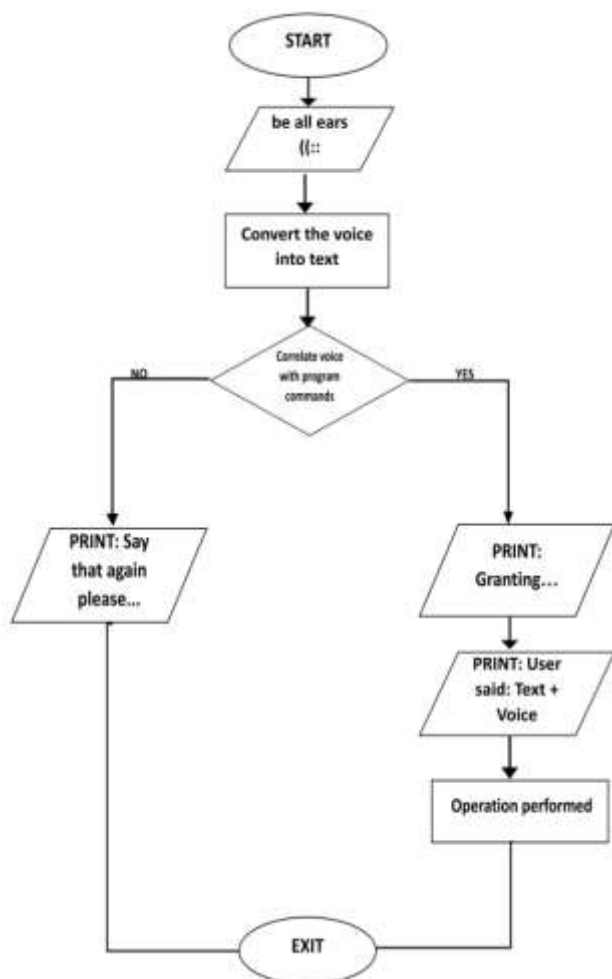 START
be all ears
((::
Convert the voice
into text
Correlate voice
with program
commands
NO
YES
PRINT: Say
that again
please...
PRINT:
Granting...
PRINT: User
said: Text +
Voice
Operation performed
EXIT